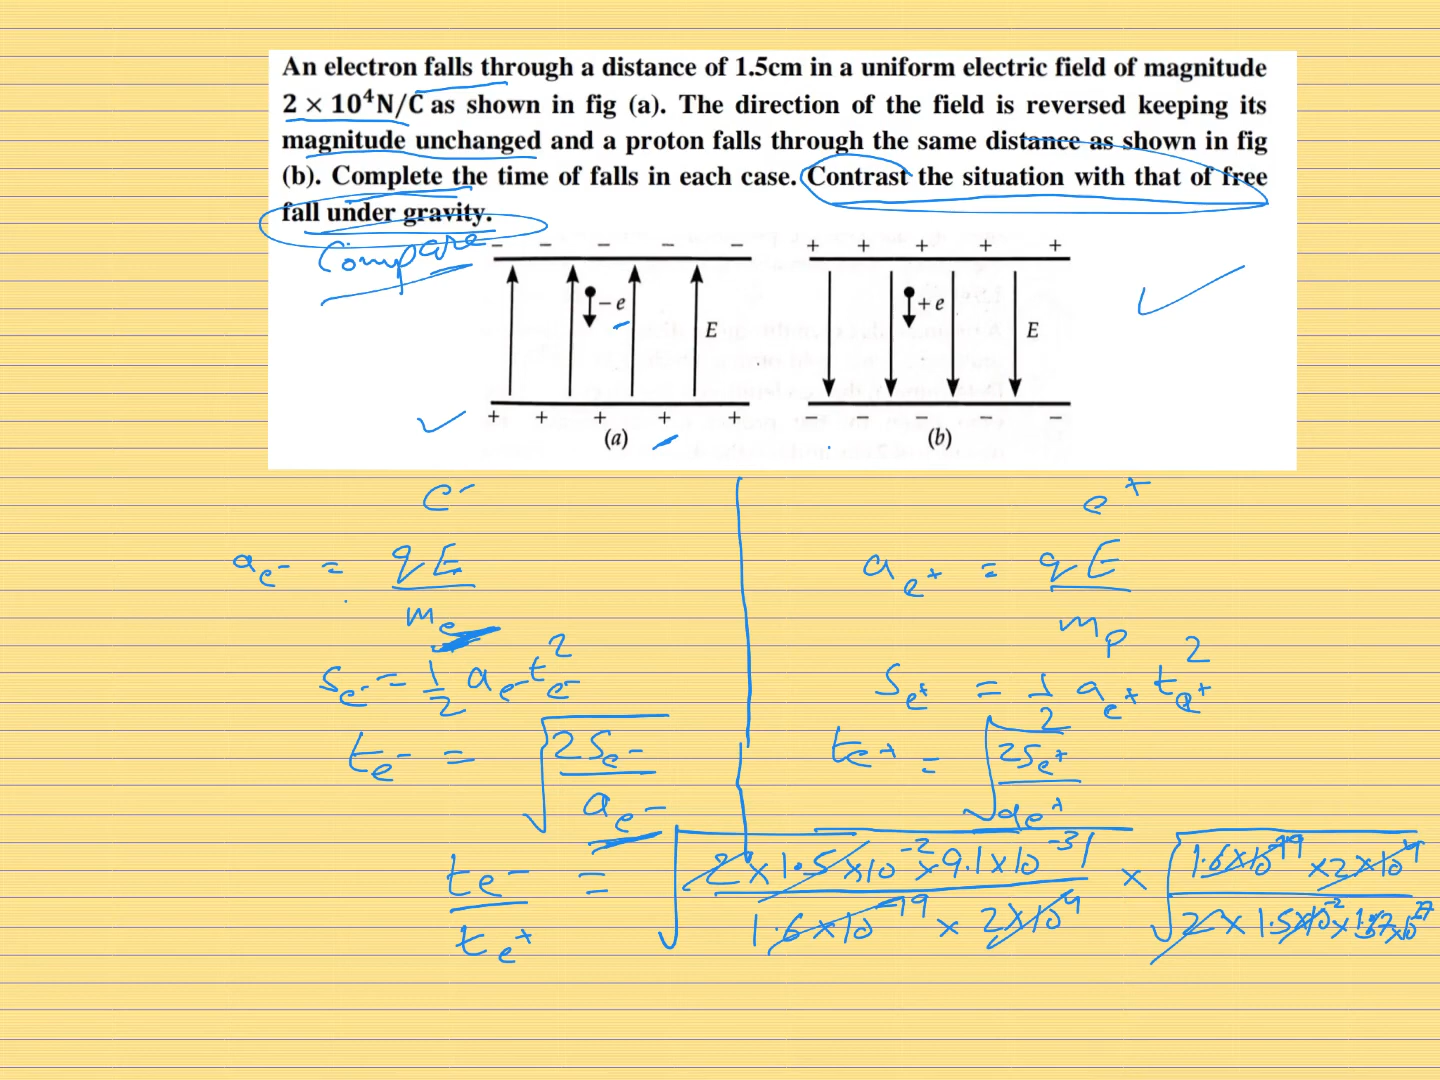 An electron falls through a distance of 1.5cm in a uniform electric field of magnitude
2 × 10⁴N/C as shown in fig (a). The direction of the field is reversed keeping its
magnitude unchanged and a proton falls through the same distance as shown in fig
(b). Complete the time of falls in each case. Contrast the situation with that of free
fall under gravity.
Compare
− − − − −
+ + + + +
− e
+ e
E
E
+ + + + +
− − − − −
(a)
(b)
e⁻
e⁺
a_e⁻ = qE / m_e
a_e⁺ = qE / m_p
s_e⁻ = 1/2 a_e⁻ t_e⁻²
s_e⁺ = 1/2 a_e⁺ t_e⁺²
t_e⁻ = √(2s_e⁻ / a_e⁻)
t_e⁺ = √(2s_e⁺ / a_e⁺)
t_e⁻ / t_e⁺ = √(2×1.5×10⁻²×9.1×10⁻³¹ / 1.6×10⁻¹⁹ × 2×10⁴) × √(1.6×10⁻¹⁹×2×10⁴ / 2×1.5×10⁻²×1.67×10⁻²⁷)